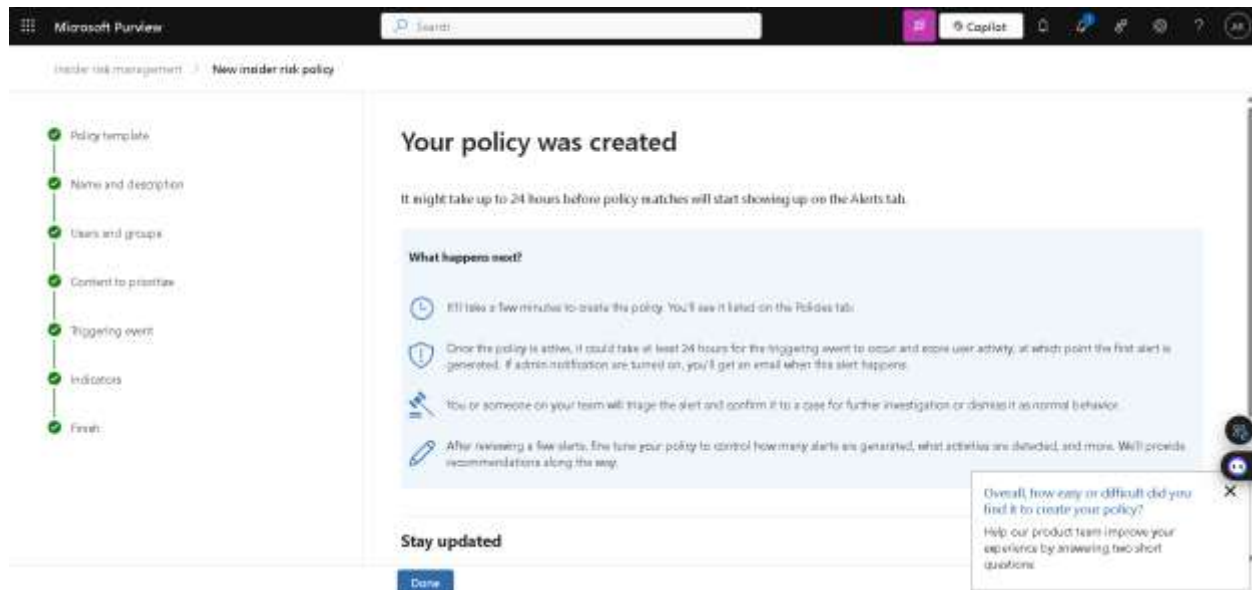 Microsoft Purview
Search
Copilot
Insider risk management > New insider risk policy
Policy template
Name and description
Users and groups
Content to prioritize
Triggering event
Indicators
Finish
Your policy was created
It might take up to 24 hours before policy matches will start showing up on the Alerts tab.
What happens next?
It'll take a few minutes to create the policy. You'll see it listed on the Policies tab.
Once the policy is active, it could take at least 24 hours for the triggering event to occur and score user activity, at which point the first alert is
generated. If admin notification are turned on, you'll get an email when this alert happens.
You or someone on your team will triage the alert and confirm it to a case for further investigation or dismiss it as normal behavior.
After reviewing a few alerts, fine tune your policy to control how many alerts are generated, what activities are detected, and more. We'll provide
recommendations along the way.
Stay updated
Done
Overall, how easy or difficult did you
find it to create your policy?
Help our product team improve your
experience by answering two short
questions